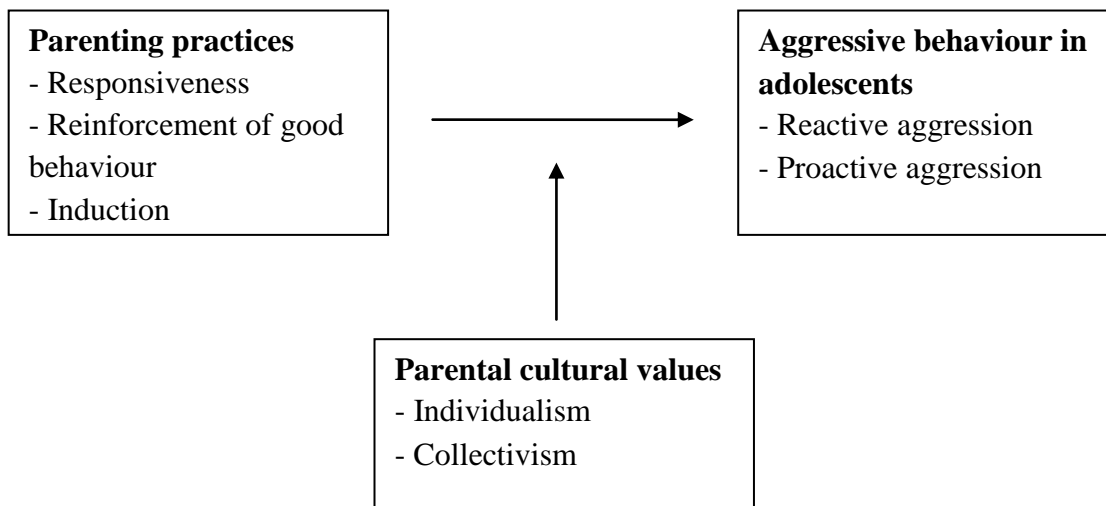 Parenting practices
- Responsiveness
- Reinforcement of good
behaviour
- Induction
Aggressive behaviour in
adolescents
- Reactive aggression
- Proactive aggression
Parental cultural values
- Individualism
- Collectivism